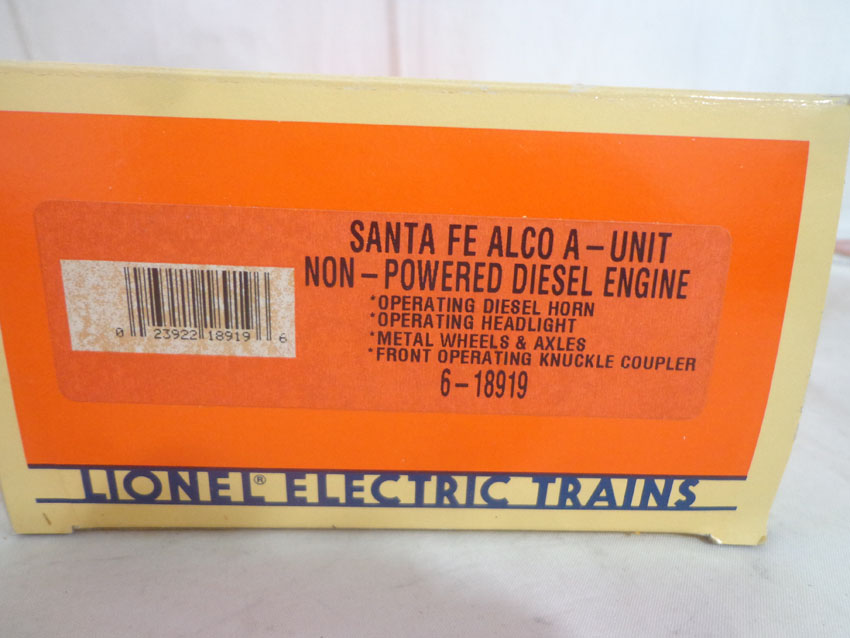 SANTA FE ALCO A-UNIT
NON-POWERED DIESEL ENGINE
*OPERATING DIESEL HORN
*OPERATING HEADLIGHT
*METAL WHEELS & AXLES
*FRONT OPERATING KNUCKLE COUPLER
6-18919
0 23922 18919 6
LIONEL® ELECTRIC TRAINS